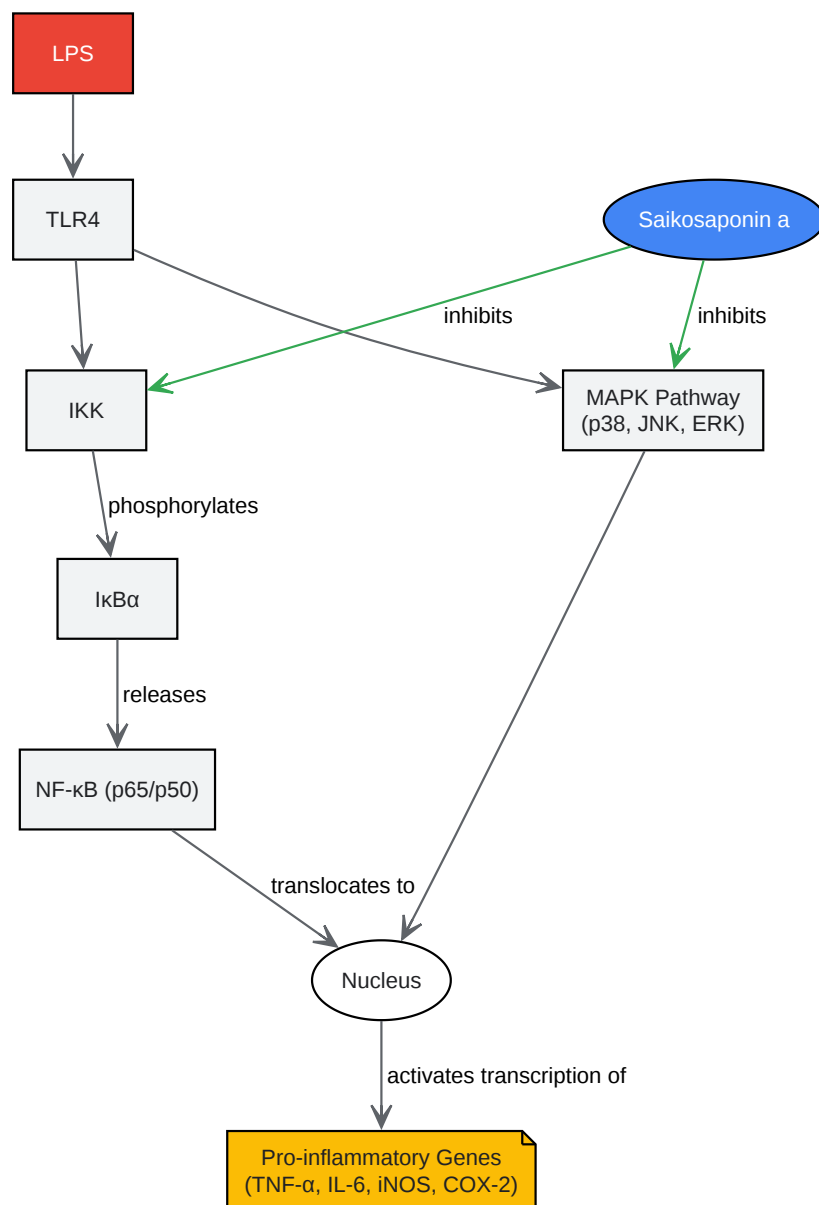 LPS
TLR4
Saikosaponin a
inhibits
inhibits
IKK
MAPK Pathway
(p38, JNK, ERK)
phosphorylates
IκBα
releases
NF-κB (p65/p50)
translocates to
Nucleus
activates transcription of
Pro-inflammatory Genes
(TNF-α, IL-6, iNOS, COX-2)